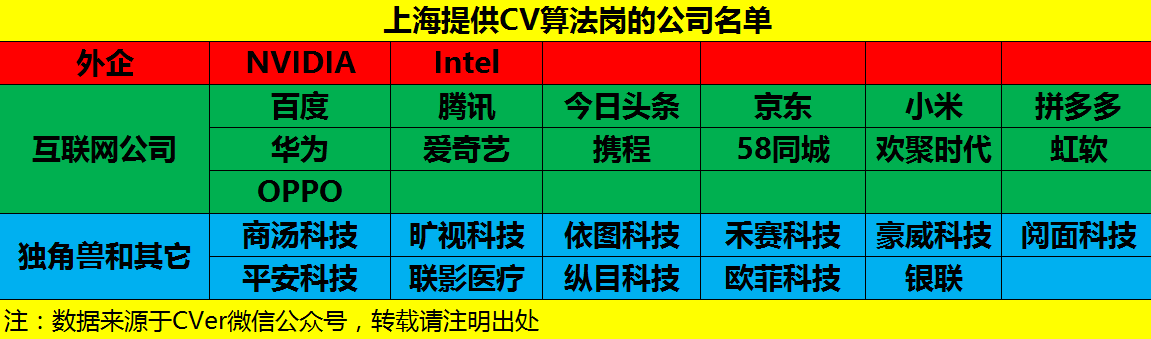 上海提供CV算法岗的公司名单
外企 NVIDIA Intel
互联网公司 百度 腾讯 今日头条 京东 小米 拼多多
华为 爱奇艺 携程 58同城 欢聚时代 虹软
OPPO
独角兽和其它 商汤科技 旷视科技 依图科技 禾赛科技 豪威科技 阅面科技
平安科技 联影医疗 纵目科技 欧菲科技 银联
注：数据来源于CVer微信公众号，转载请注明出处